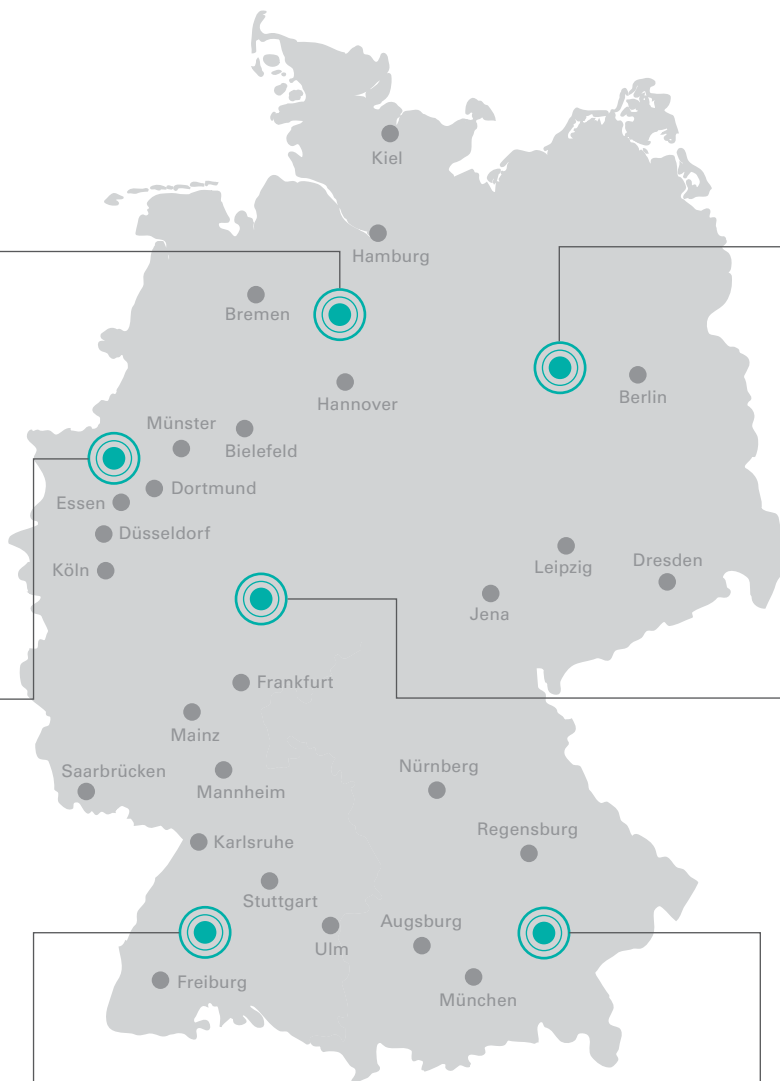 Kiel
Hamburg
Bremen
Hannover
Berlin
Münster
Bielefeld
Dortmund
Essen
Düsseldorf
Köln
Leipzig
Dresden
Jena
Frankfurt
Mainz
Saarbrücken
Mannheim
Nürnberg
Regensburg
Karlsruhe
Stuttgart
Augsburg
Ulm
Freiburg
München